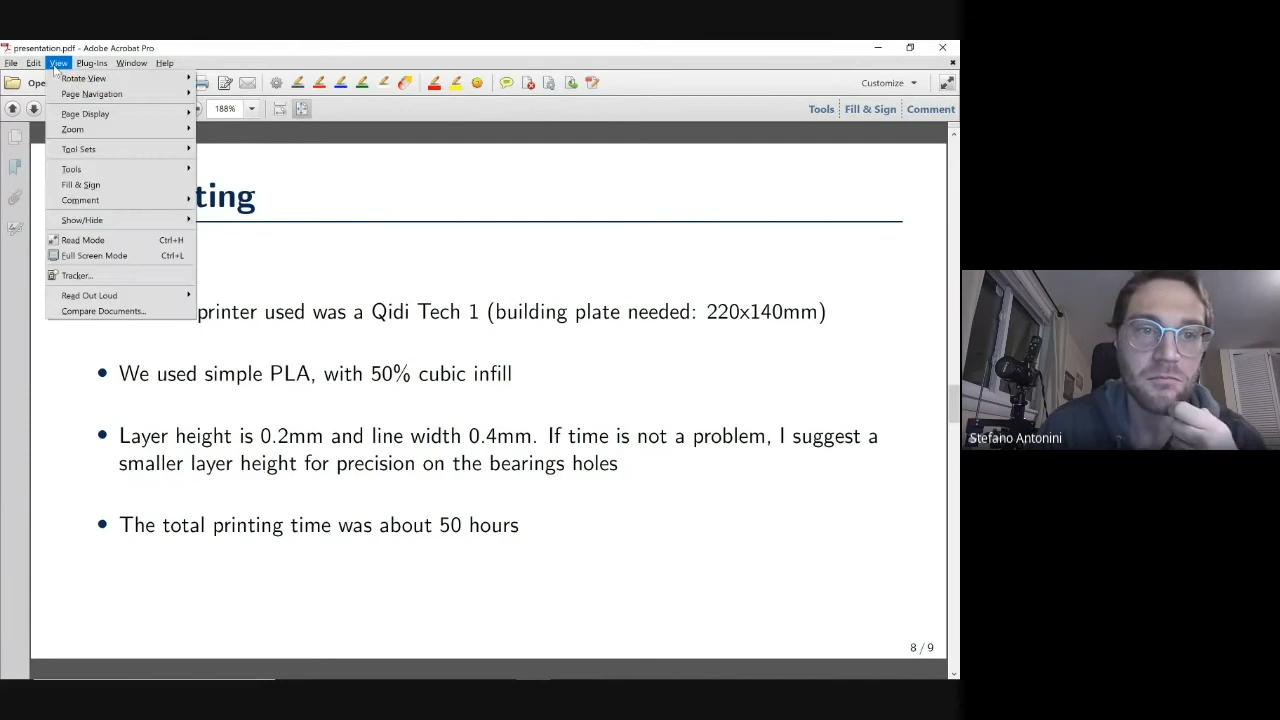 presentation.pdf - Adobe Acrobat Pro
File Edit View Plug-Ins Window Help
Ope
Customize
188%
Tools Fill & Sign Comment
Rotate View
Page Navigation
Page Display
Zoom
Tool Sets
Tools
Fill & Sign
Comment
Show/Hide
Read Mode Ctrl+H
Full Screen Mode Ctrl+L
Tracker...
Read Out Loud
Compare Documents...
ting
printer used was a Qidi Tech 1 (building plate needed: 220x140mm)
• We used simple PLA, with 50% cubic infill
• Layer height is 0.2mm and line width 0.4mm. If time is not a problem, I suggest a
smaller layer height for precision on the bearings holes
• The total printing time was about 50 hours
8 / 9
Stefano Antonini